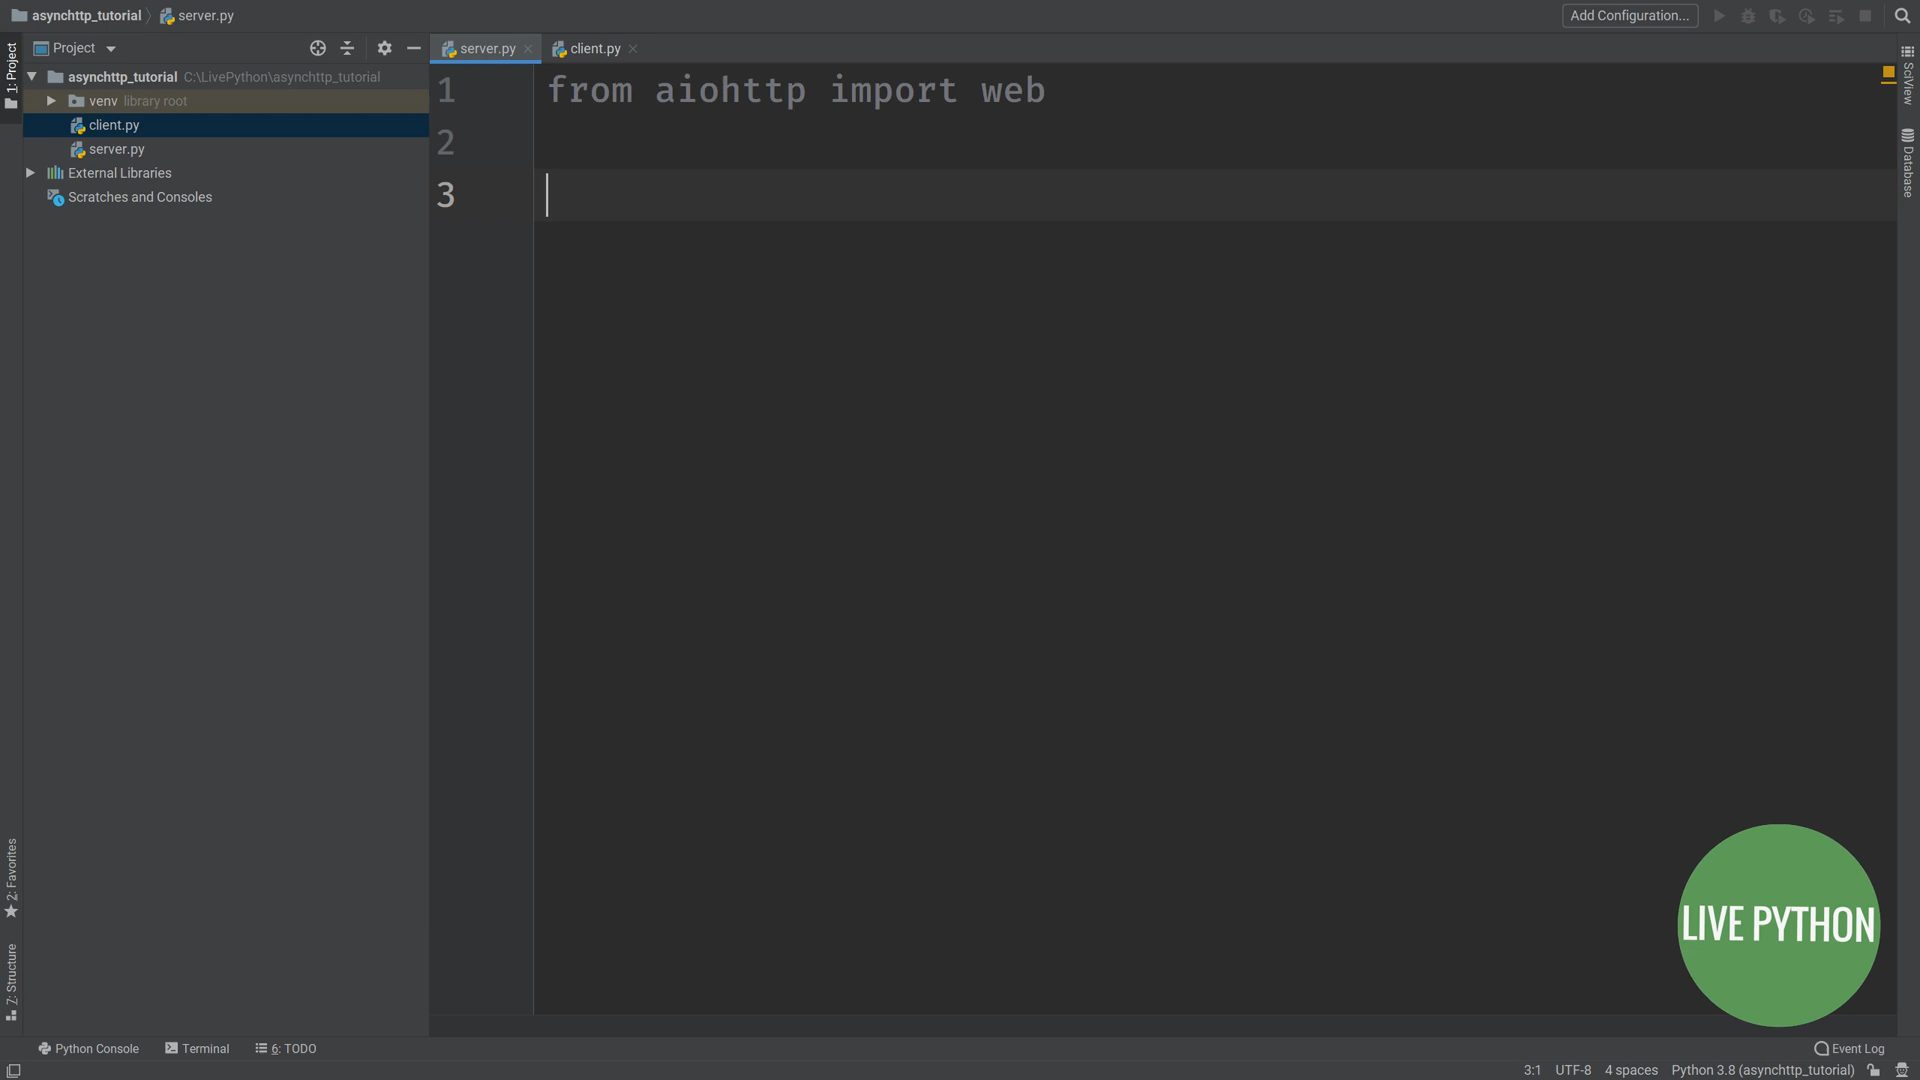 asynchttp_tutorial server.py
Add Configuration...
1: Project
Project
server.py
client.py
asynchttp_tutorial C:\LivePython\asynchttp_tutorial
venv library root
client.py
server.py
External Libraries
Scratches and Consoles
1 from aiohttp import web
2
3
SciView
Database
2: Favorites
7: Structure
LIVE PYTHON
Python Console
Terminal
6: TODO
Event Log
3:1 UTF-8 4 spaces Python 3.8 (asynchttp_tutorial)